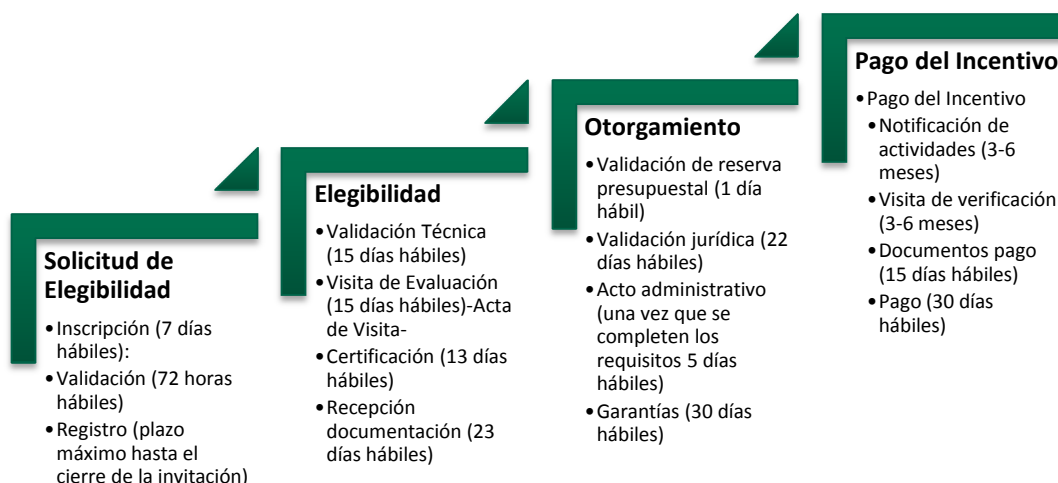 Solicitud de
Elegibilidad
•Inscripción (7 días
hábiles):
•Validación (72 horas
hábiles)
•Registro (plazo
máximo hasta el
cierre de la invitación)
Elegibilidad
•Validación Técnica
(15 días hábiles)
•Visita de Evaluación
(15 días hábiles)-Acta
de Visita-
•Certificación (13 días
hábiles)
•Recepción
documentación (23
días hábiles)
Otorgamiento
•Validación de reserva
presupuestal (1 día
hábil)
•Validación jurídica (22
días hábiles)
•Acto administrativo
(una vez que se
completen los
requisitos 5 días
hábiles)
•Garantías (30 días
hábiles)
Pago del Incentivo
•Pago del Incentivo
•Notificación de
actividades (3-6
meses)
•Visita de verificación
(3-6 meses)
•Documentos pago
(15 días hábiles)
•Pago (30 días
hábiles)